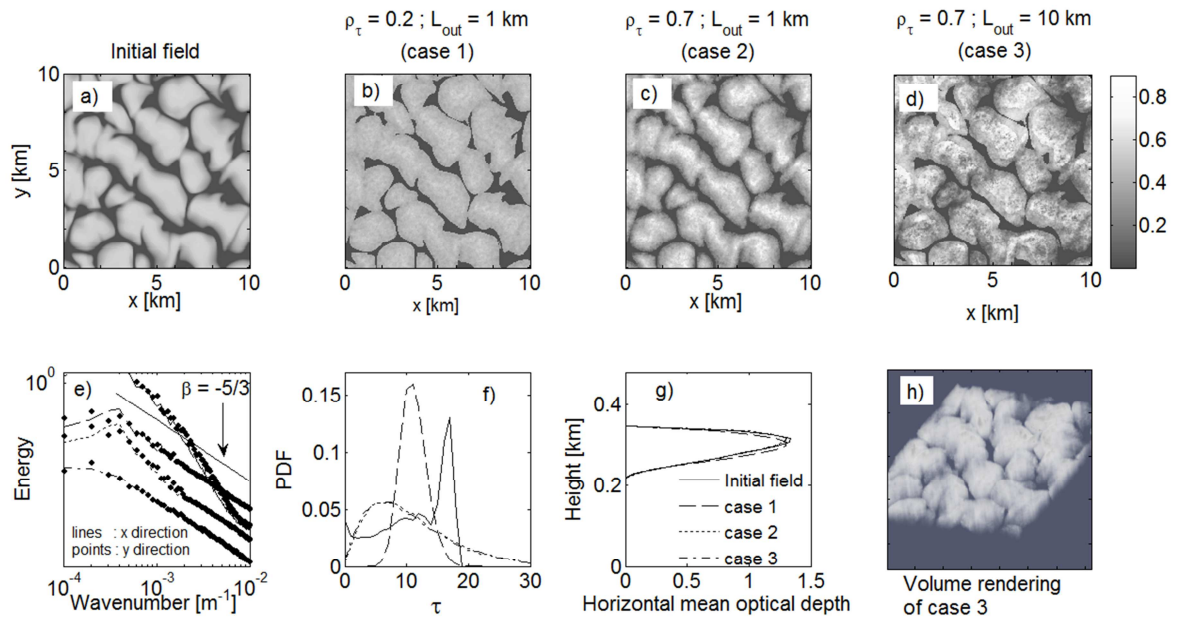 ρτ = 0.2 ; Lout = 1 km
ρτ = 0.7 ; Lout = 1 km
ρτ = 0.7 ; Lout = 10 km
Initial field
(case 1)
(case 2)
(case 3)
a)
b)
c)
d)
10
5
0
y [km]
0 5 10
x [km]
0 5 10
x [km]
0 5 10
x [km]
0 5 10
x [km]
0.8
0.6
0.4
0.2
e)
β = -5/3
10^0
Energy
lines : x direction
points : y direction
10^-4 10^-3 10^-2
Wavenumber [m^-1]
f)
0.15
0.1
0.05
0
PDF
0 10 20 30
τ
g)
0.4
0.2
0
Height [km]
Initial field
case 1
case 2
case 3
0 0.5 1 1.5
Horizontal mean optical depth
h)
Volume rendering
of case 3